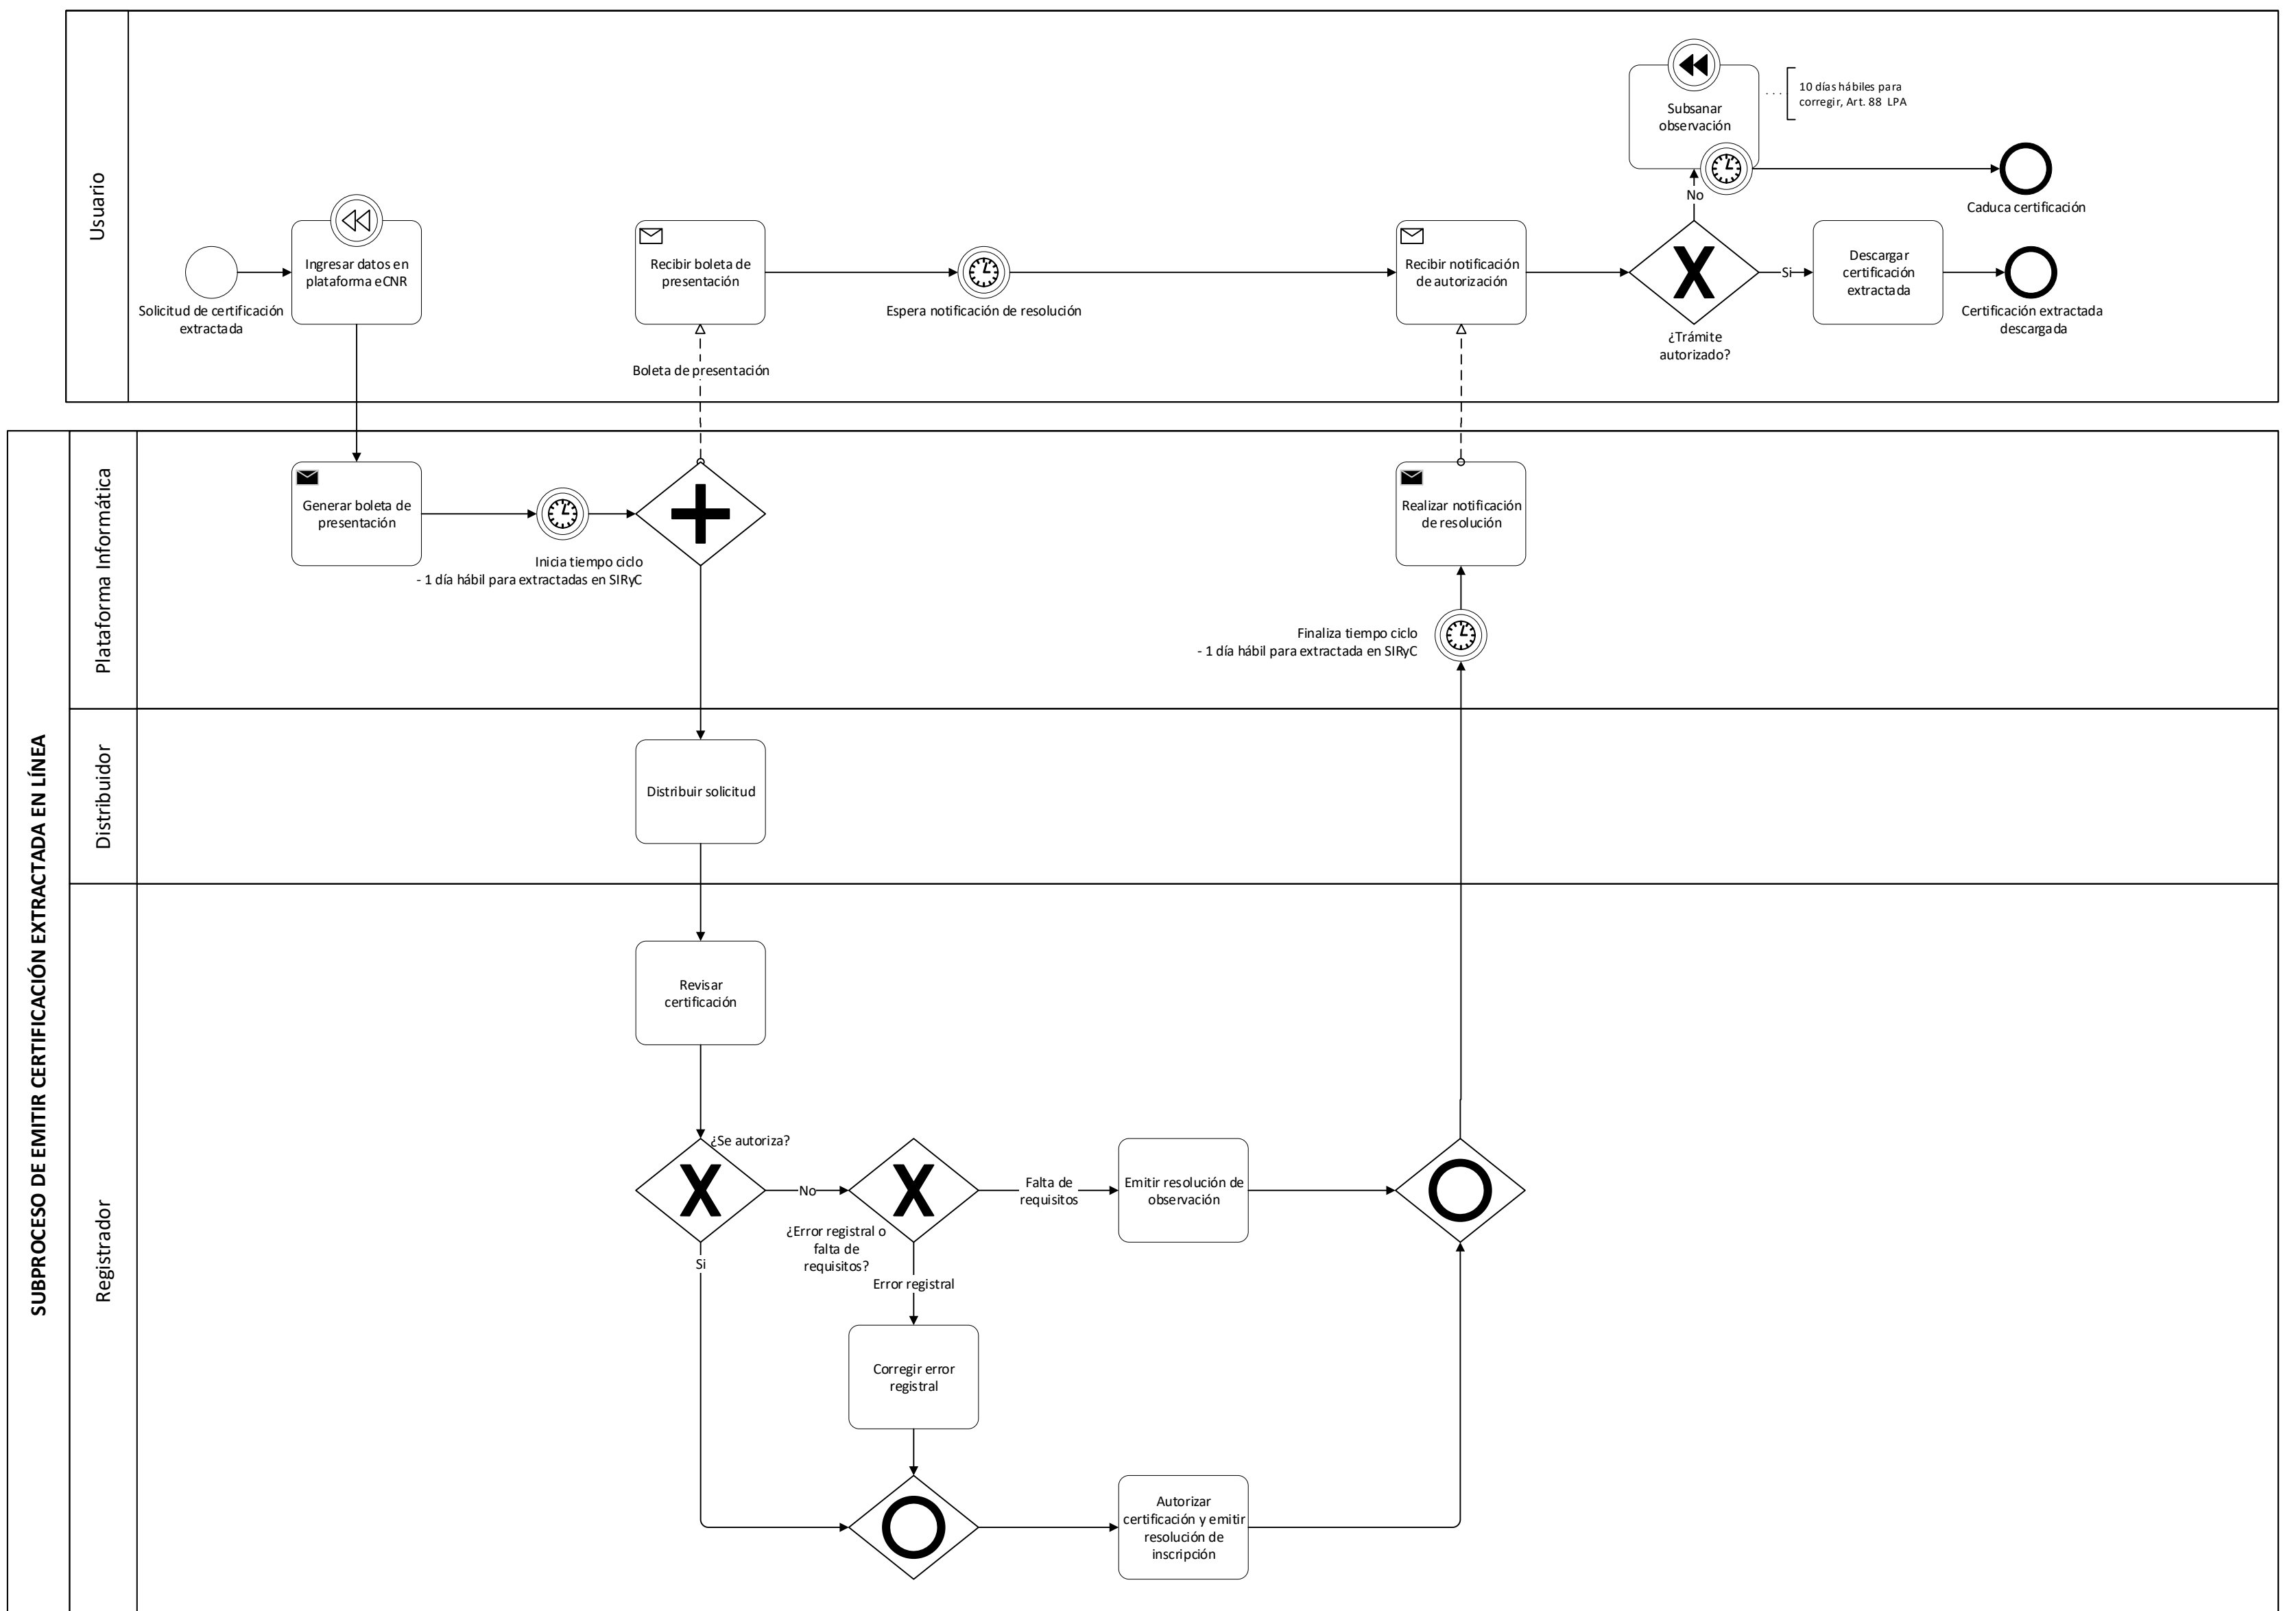 Usuario
Solicitud de certificación
extractada
Ingresar datos en
plataforma eCNR
Recibir boleta de
presentación
Boleta de presentación
Espera notificación de resolución
Recibir notificación
de autorización
¿Trámite
autorizado?
No
Si
Subsanar
observación
10 días hábiles para
corregir, Art. 88 LPA
Caduca certificación
Descargar
certificación
extractada
Certificación extractada
descargada
SUBPROCESO DE EMITIR CERTIFICACIÓN EXTRACTADA EN LÍNEA
Plataforma Informática
Generar boleta de
presentación
Inicia tiempo ciclo
- 1 día hábil para extractadas en SIRyC
Realizar notificación
de resolución
Finaliza tiempo ciclo
- 1 día hábil para extractada en SIRyC
Distribuidor
Distribuir solicitud
Registrador
Revisar
certificación
¿Se autoriza?
No
Si
¿Error registral o
falta de
requisitos?
Falta de
requisitos
Error registral
Emitir resolución de
observación
Corregir error
registral
Autorizar
certificación y emitir
resolución de
inscripción